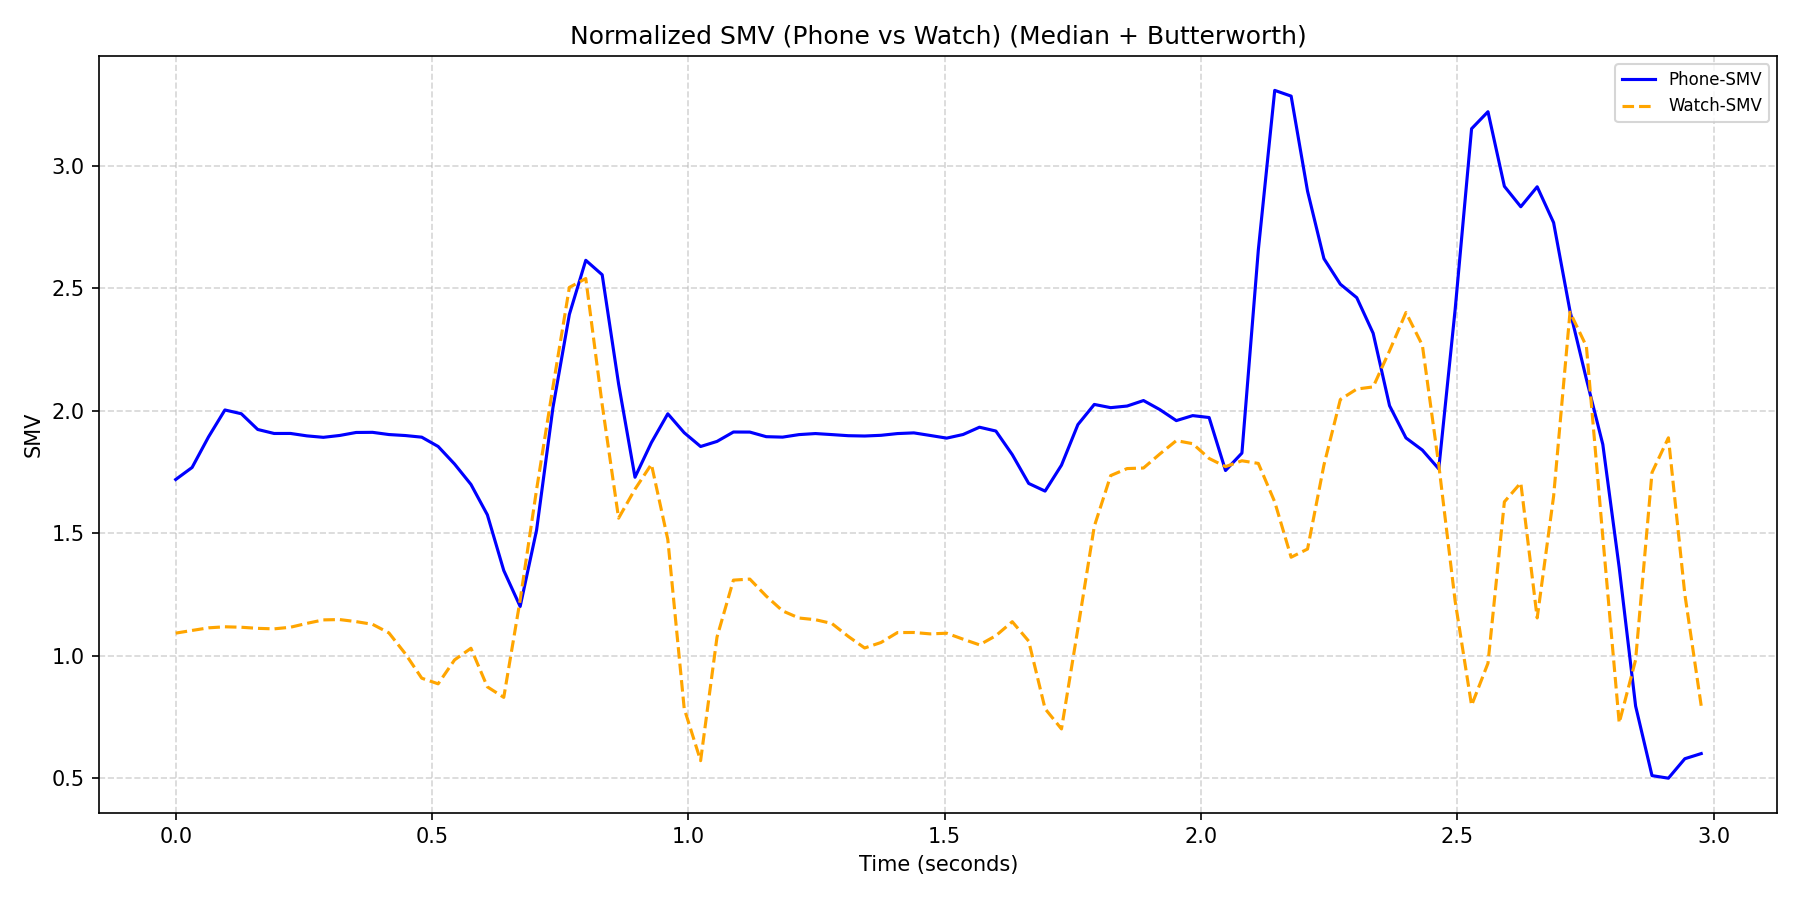 Normalized SMV (Phone vs Watch) (Median + Butterworth)
Phone-SMV
Watch-SMV
SMV
3.0
2.5
2.0
1.5
1.0
0.5
0.0 0.5 1.0 1.5 2.0 2.5 3.0
Time (seconds)